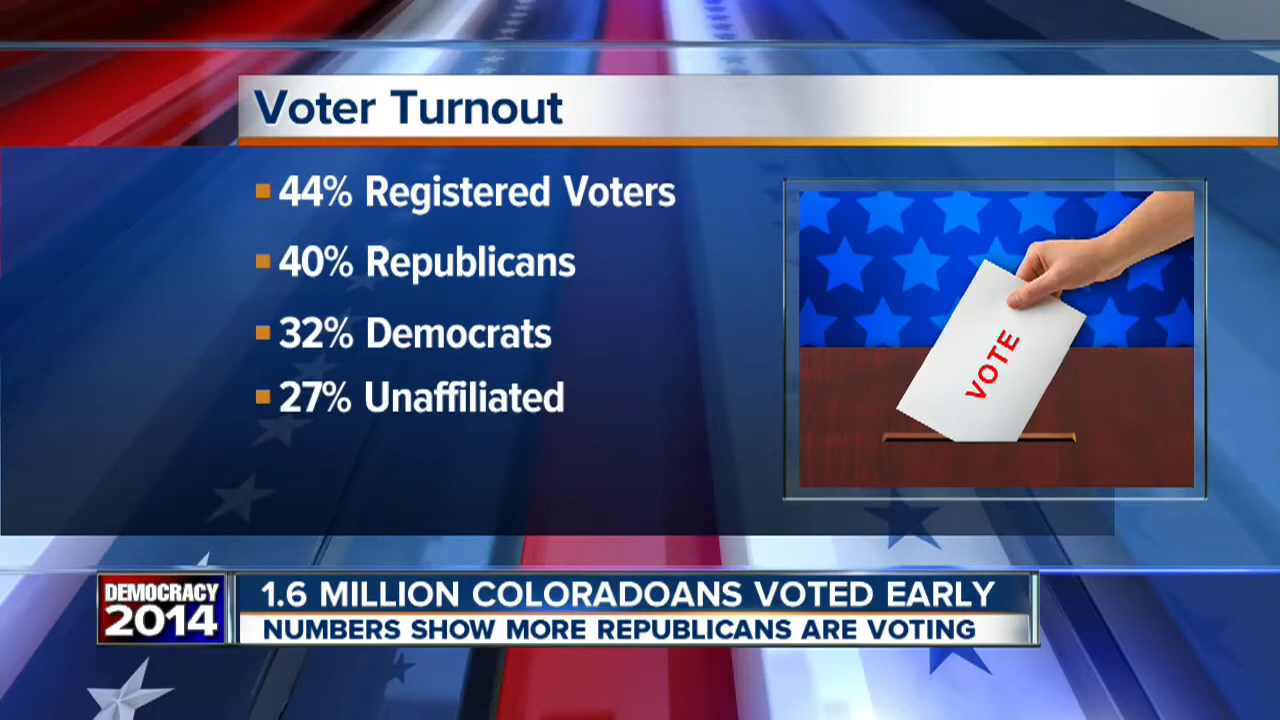 Voter Turnout
44% Registered Voters
40% Republicans
32% Democrats
27% Unaffiliated
VOTE
DEMOCRACY
2014
1.6 MILLION COLORADOANS VOTED EARLY
NUMBERS SHOW MORE REPUBLICANS ARE VOTING